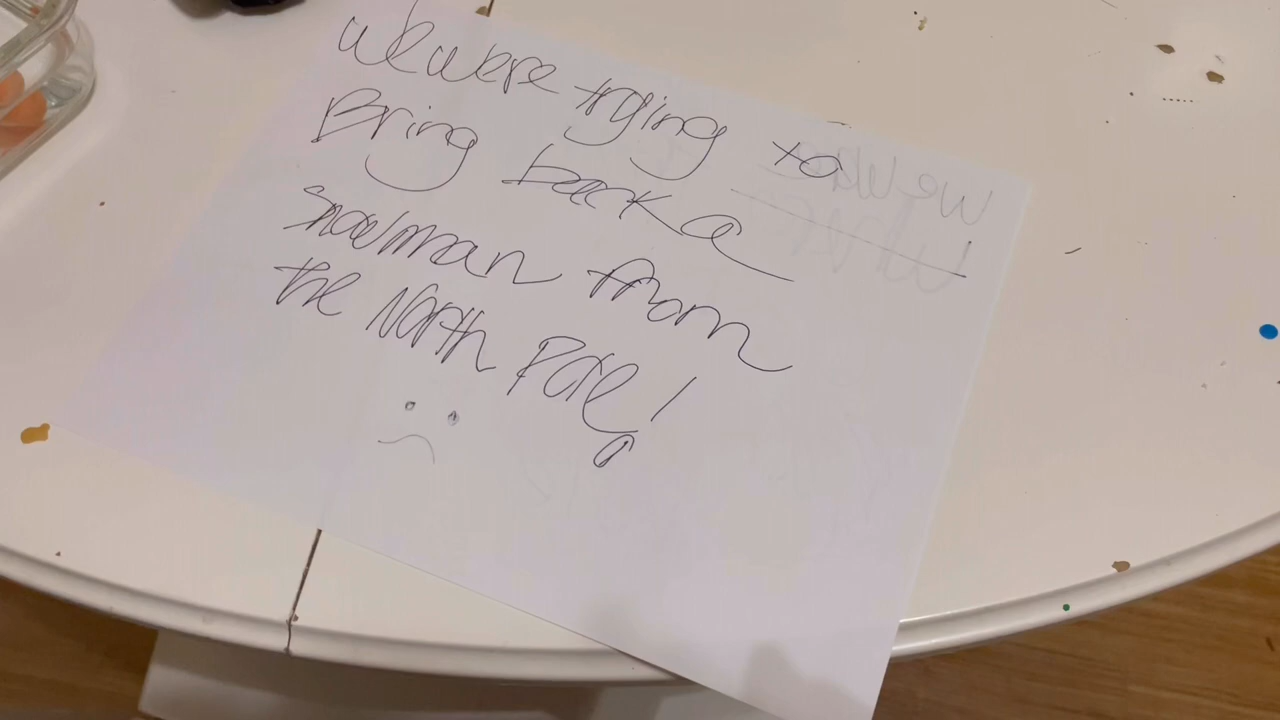 We were trying to
Bring back a
Snowman from
the North Pole!